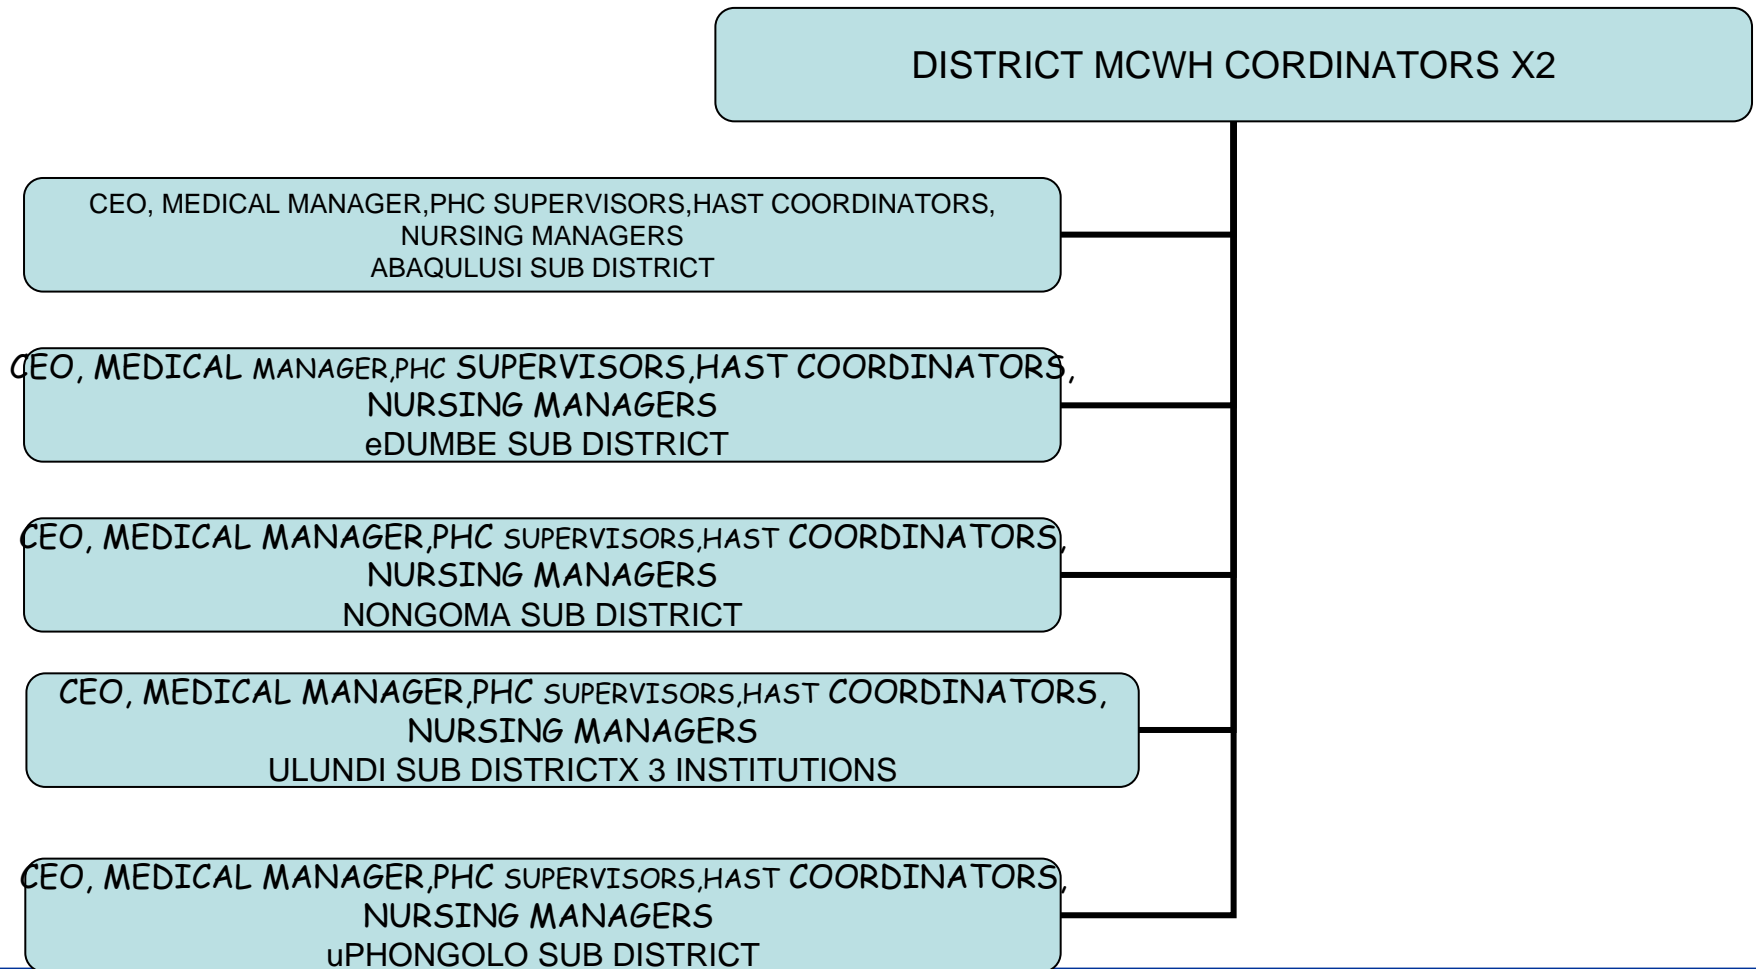 DISTRICT MCWH CORDINATORS X2
CEO, MEDICAL MANAGER,PHC SUPERVISORS,HAST COORDINATORS,
NURSING MANAGERS
ABAQULUSI SUB DISTRICT
CEO, MEDICAL MANAGER,PHC SUPERVISORS,HAST COORDINATORS,
NURSING MANAGERS
eDUMBE SUB DISTRICT
CEO, MEDICAL MANAGER,PHC SUPERVISORS,HAST COORDINATORS,
NURSING MANAGERS
NONGOMA SUB DISTRICT
CEO, MEDICAL MANAGER,PHC SUPERVISORS,HAST COORDINATORS,
NURSING MANAGERS
ULUNDI SUB DISTRICTX 3 INSTITUTIONS
CEO, MEDICAL MANAGER,PHC SUPERVISORS,HAST COORDINATORS,
NURSING MANAGERS
uPHONGOLO SUB DISTRICT